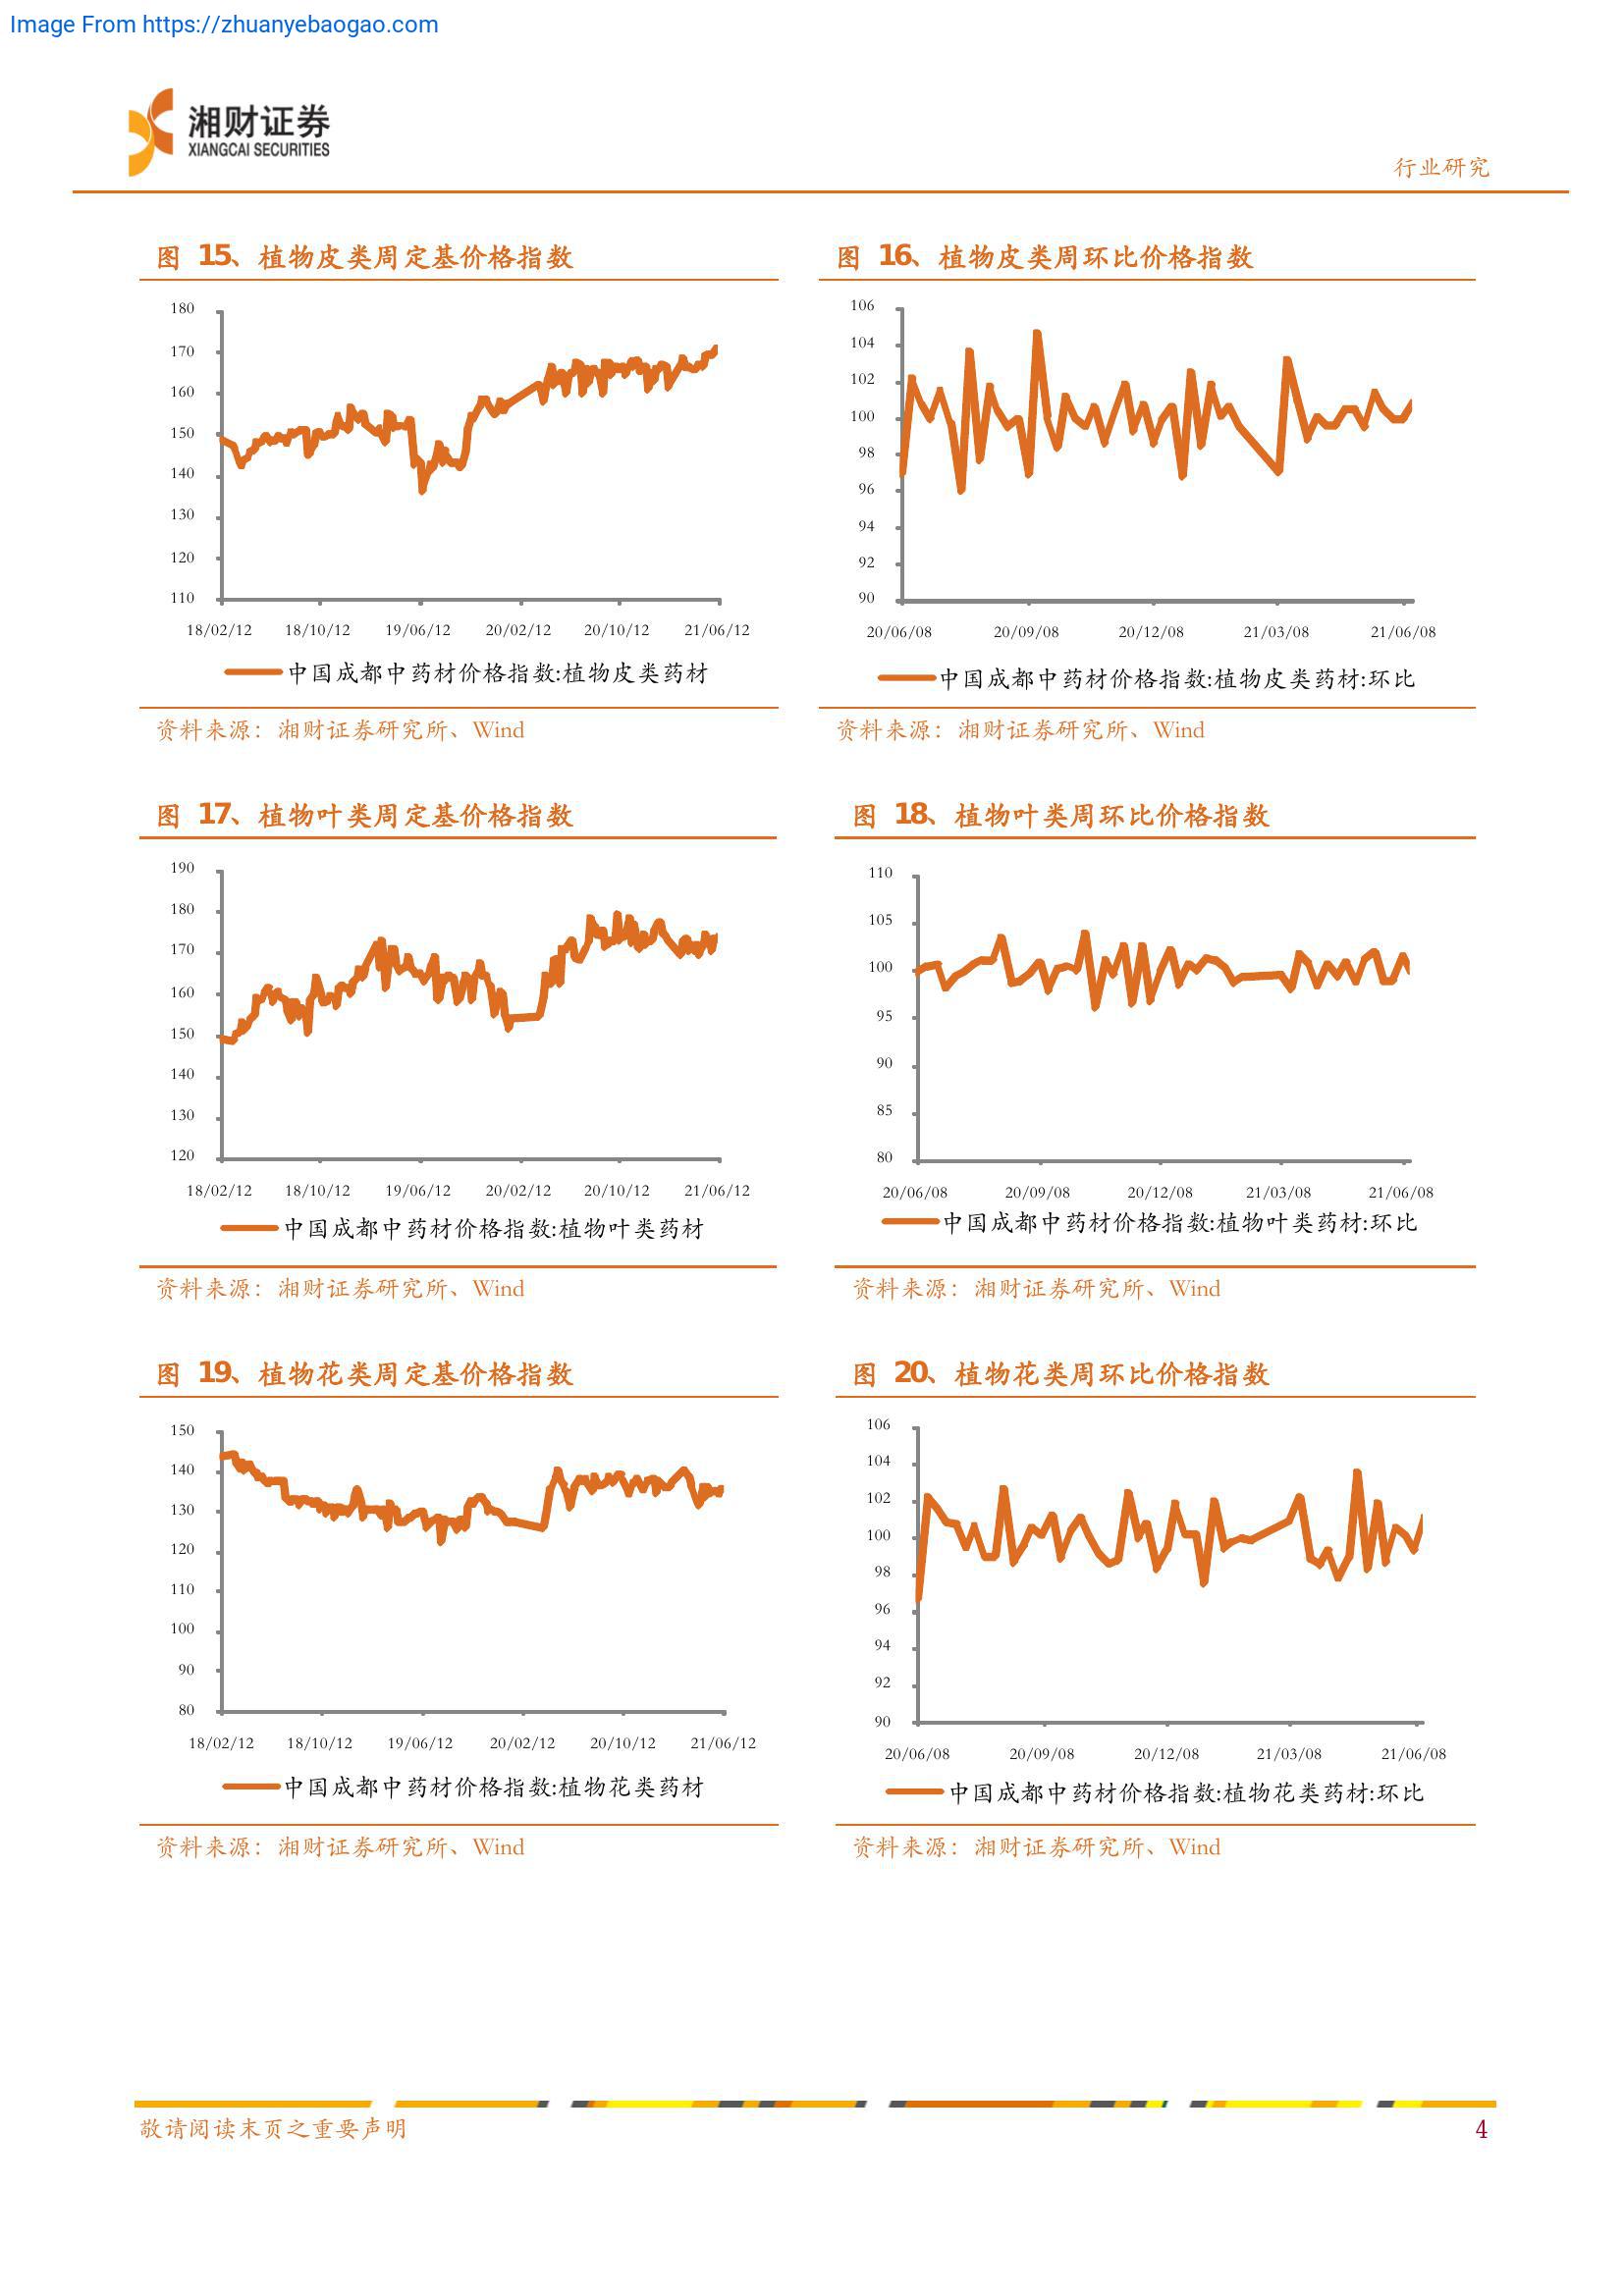 Image From https://zhuanyebaogao.com
湘财证券
XIANGCAI SECURITIES
行业研究
图 15、植物皮类周定基价格指数
180
170
160
150
140
130
120
110
18/02/12 18/10/12 19/06/12 20/02/12 20/10/12 21/06/12
中国成都中药材价格指数:植物皮类药材
资料来源：湘财证券研究所、Wind
图 16、植物皮类周环比价格指数
106
104
102
100
98
96
94
92
90
20/06/08 20/09/08 20/12/08 21/03/08 21/06/08
中国成都中药材价格指数:植物皮类药材:环比
资料来源：湘财证券研究所、Wind
图 17、植物叶类周定基价格指数
190
180
170
160
150
140
130
120
18/02/12 18/10/12 19/06/12 20/02/12 20/10/12 21/06/12
中国成都中药材价格指数:植物叶类药材
资料来源：湘财证券研究所、Wind
图 18、植物叶类周环比价格指数
110
105
100
95
90
85
80
20/06/08 20/09/08 20/12/08 21/03/08 21/06/08
中国成都中药材价格指数:植物叶类药材:环比
资料来源：湘财证券研究所、Wind
图 19、植物花类周定基价格指数
150
140
130
120
110
100
90
80
18/02/12 18/10/12 19/06/12 20/02/12 20/10/12 21/06/12
中国成都中药材价格指数:植物花类药材
资料来源：湘财证券研究所、Wind
图 20、植物花类周环比价格指数
106
104
102
100
98
96
94
92
90
20/06/08 20/09/08 20/12/08 21/03/08 21/06/08
中国成都中药材价格指数:植物花类药材:环比
资料来源：湘财证券研究所、Wind
敬请阅读末页之重要声明
4